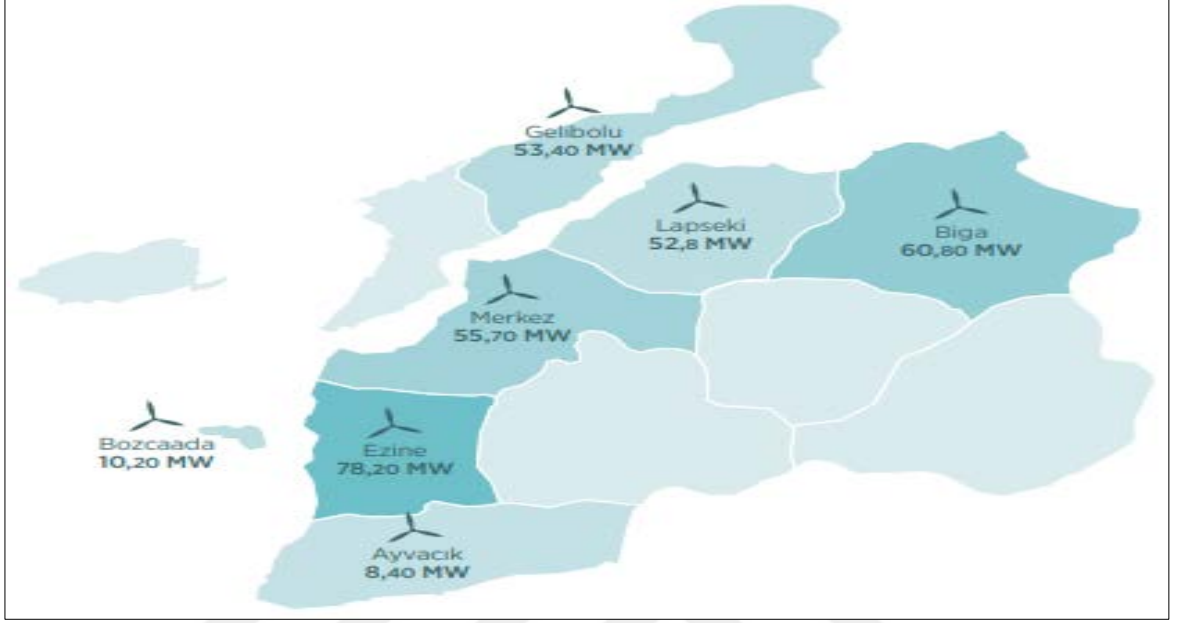 Gelibolu
53,40 MW
Lapseki
52,8 MW
Biga
60,80 MW
Merkez
55,70 MW
Bozcaada
10,20 MW
Ezine
78,20 MW
Ayvacık
8,40 MW